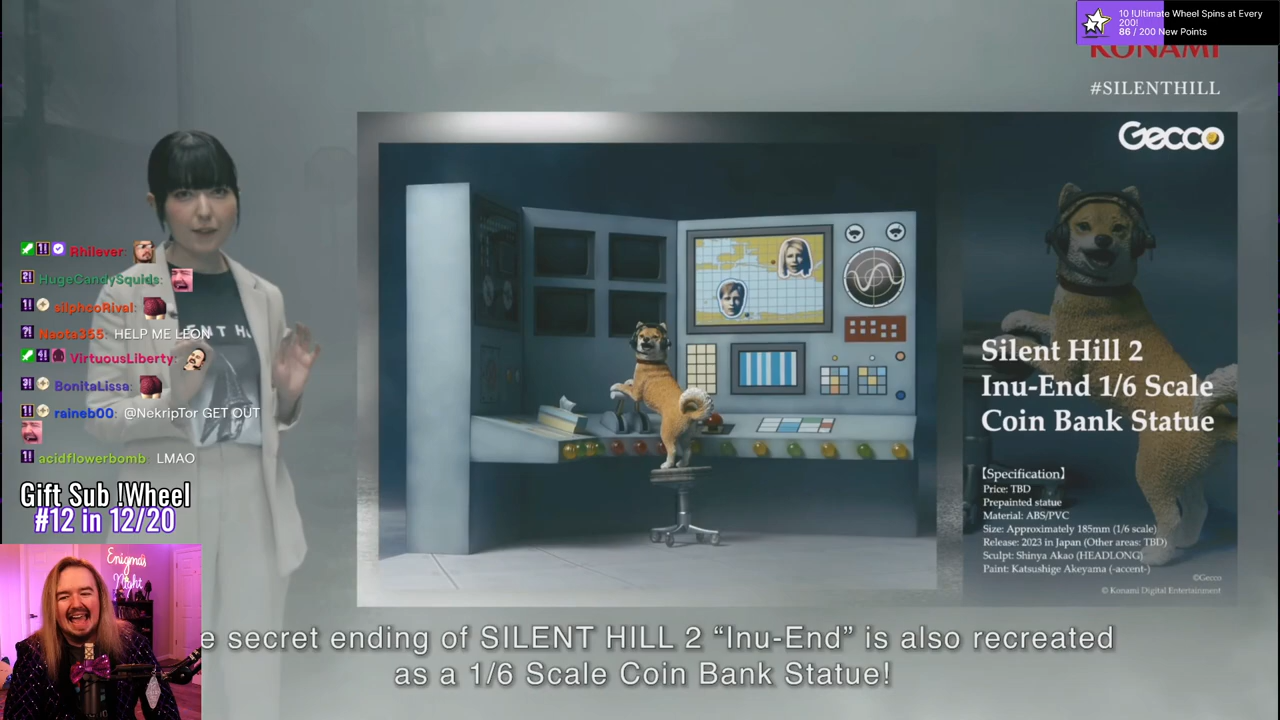 10 !Ultimate Wheel Spins at Every
200!
86 / 200 New Points
KONAMI
#SILENTHILL
Gecco
Rhilever:
HugeCandySquids:
silphcoRival:
Naota355: HELP ME LEON
VirtuousLiberty:
BonitaLissa:
raineb00: @NekripTor GET OUT
acidflowerbomb: LMAO
Gift Sub !Wheel
#12 in 12/20
Enigma's
Night
Silent Hill 2
Inu-End 1/6 Scale
Coin Bank Statue
【Specification】
Price: TBD
Prepainted statue
Material: ABS/PVC
Size: Approximately 185mm (1/6 scale)
Release: 2023 in Japan (Other areas: TBD)
Sculpt: Shinya Akao (HEADLONG)
Paint: Katsushige Akeyama (-accent-)
©Gecco
© Konami Digital Entertainment
e secret ending of SILENT HILL 2 “Inu-End” is also recreated
as a 1/6 Scale Coin Bank Statue!